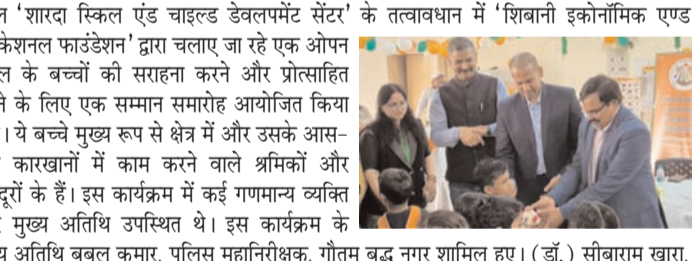 ‘शारदा स्किल एंड चाइल्ड डेवलपमेंट सेंटर’ के तत्वावधान में ‘शिबानी इकोनॉमिक एण्ड
केशनल फाउंडेशन’ द्वारा चलाए जा रहे एक ओपन
ल के बच्चों की सराहना करने और प्रोत्साहित
ने के लिए एक सम्मान समारोह आयोजित किया
। ये बच्चे मुख्य रूप से क्षेत्र में और उसके आस-
कारखानों में काम करने वाले श्रमिकों और
दूरों के हैं। इस कार्यक्रम में कई गणमान्य व्यक्ति
मुख्य अतिथि उपस्थित थे। इस कार्यक्रम के
य अतिथि बबलू कुमार, पुलिस महानिरीक्षक, गौतम बुद्ध नगर शामिल हुए। (डॉ.) सीबाराम खारा,